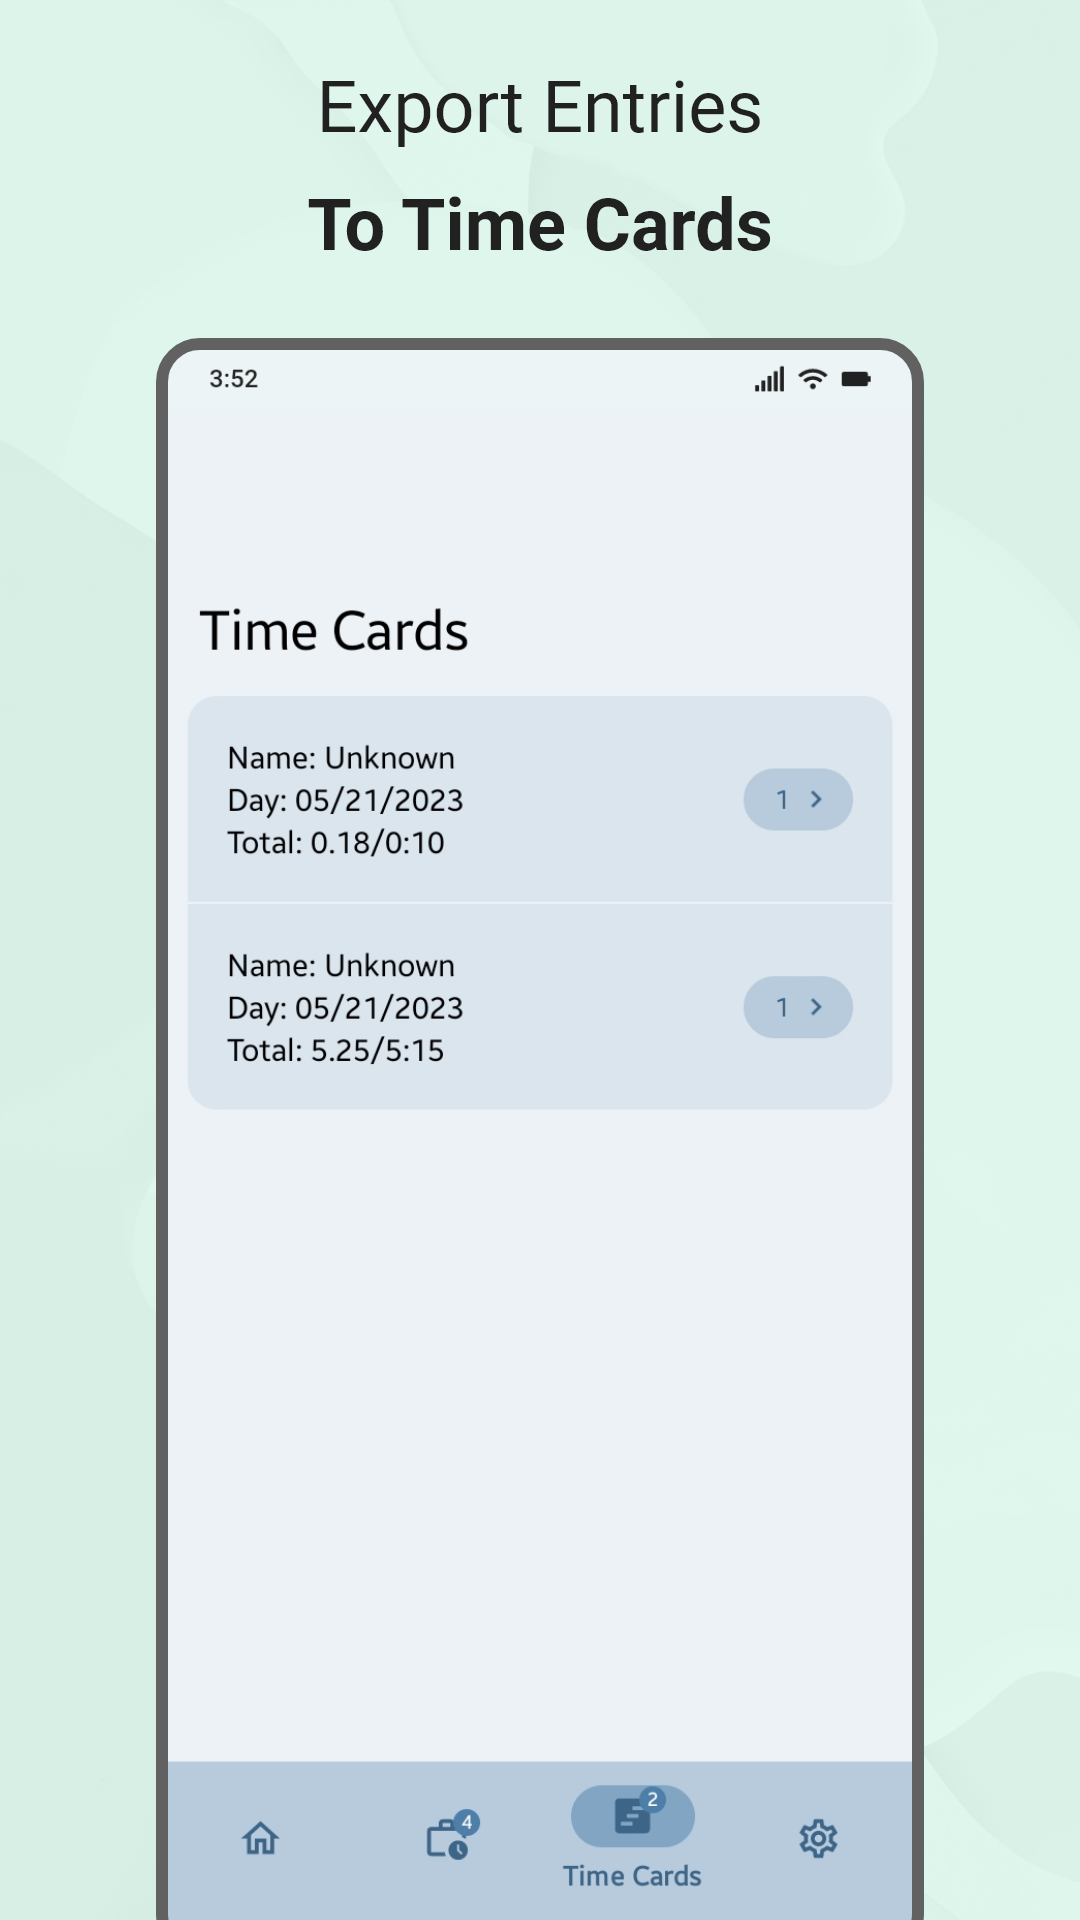 Export Entries
To Time Cards
3:52
Time Cards
Name: Unknown
Day: 05/21/2023
Total: 0.18/0:10
1
Name: Unknown
Day: 05/21/2023
Total: 5.25/5:15
1
4
2
Time Cards